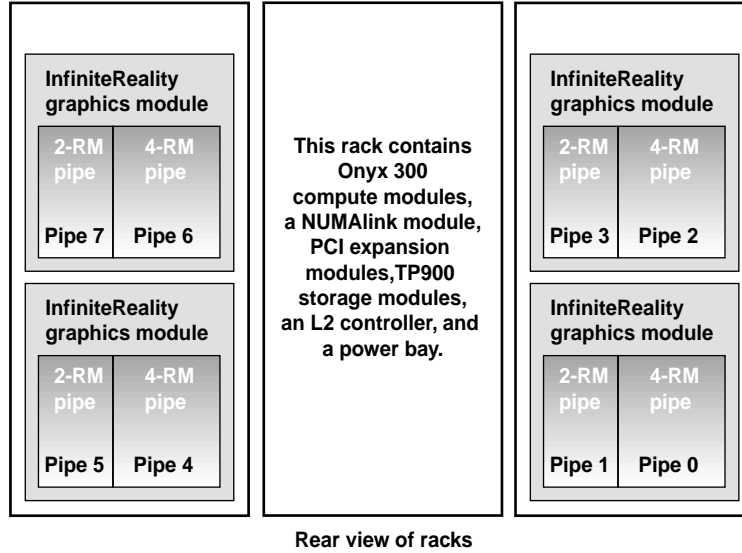 InfiniteReality
graphics module
2-RM
pipe
4-RM
pipe
Pipe 7
Pipe 6
InfiniteReality
graphics module
2-RM
pipe
4-RM
pipe
Pipe 5
Pipe 4
This rack contains
Onyx 300
compute modules,
a NUMAlink module,
PCI expansion
modules,TP900
storage modules,
an L2 controller, and
a power bay.
InfiniteReality
graphics module
2-RM
pipe
4-RM
pipe
Pipe 3
Pipe 2
InfiniteReality
graphics module
2-RM
pipe
4-RM
pipe
Pipe 1
Pipe 0
Rear view of racks